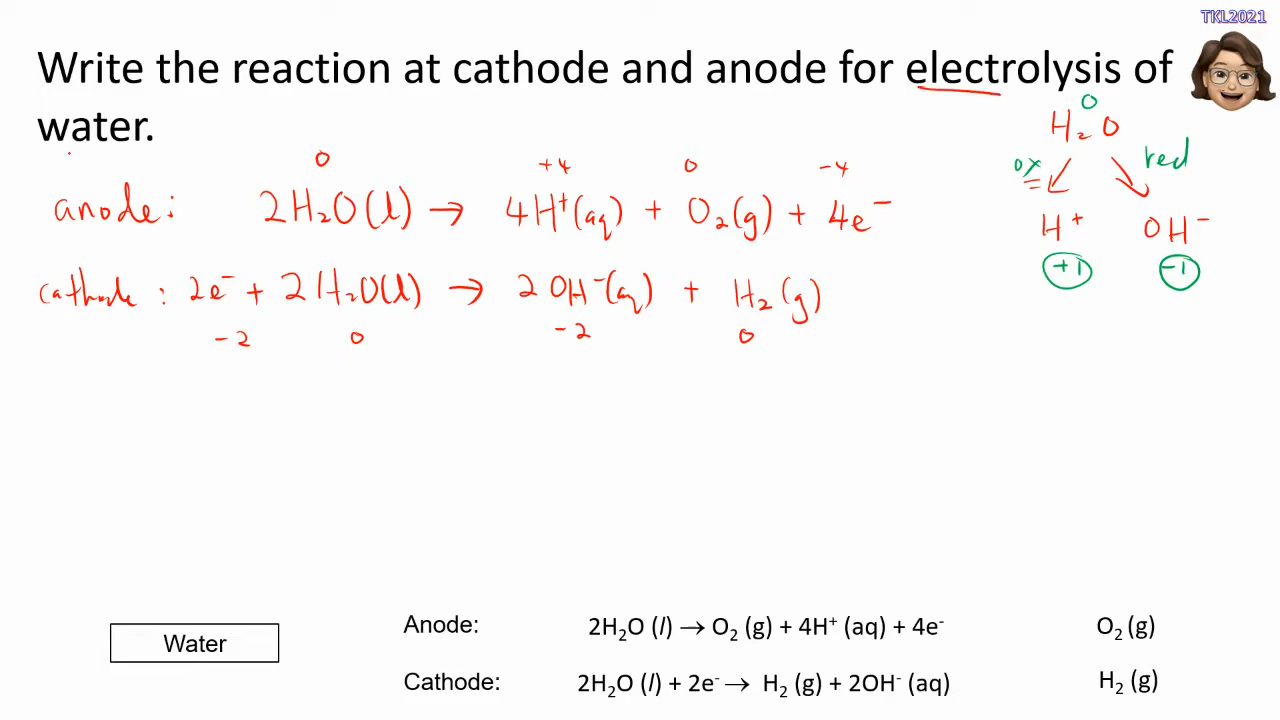 TKL2021
Write the reaction at cathode and anode for electrolysis of
water.
H₂O
0
ox
red
H⁺
OH⁻
+1
-1
0
+4
0
-4
anode: 2H₂O(l) → 4H⁺(aq) + O₂(g) + 4e⁻
cathode: 2e⁻ + 2H₂O(l) → 2OH⁻(aq) + H₂(g)
-2
0
-2
0
Water
Anode: 2H₂O (l) → O₂ (g) + 4H⁺ (aq) + 4e⁻ O₂ (g)
Cathode: 2H₂O (l) + 2e⁻ → H₂ (g) + 2OH⁻ (aq) H₂ (g)